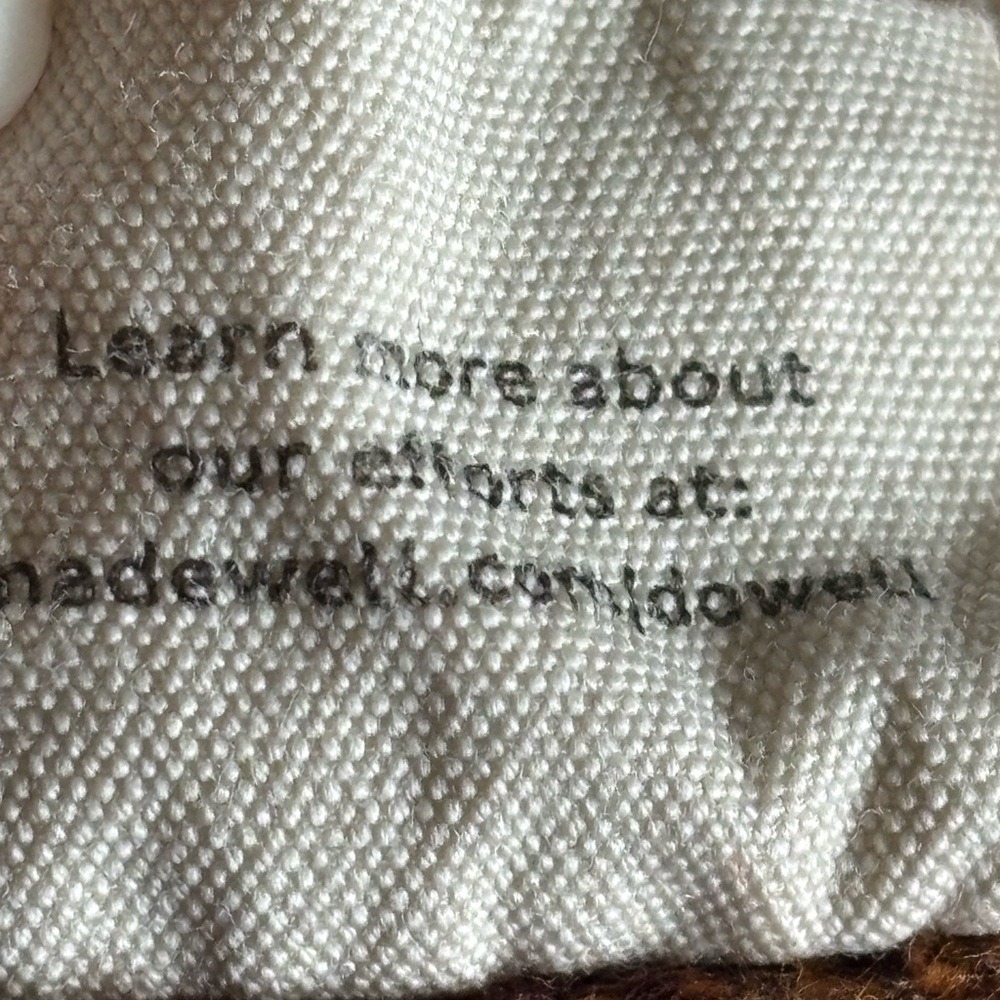 Learn more about
our efforts at:
madewell.com/dowell